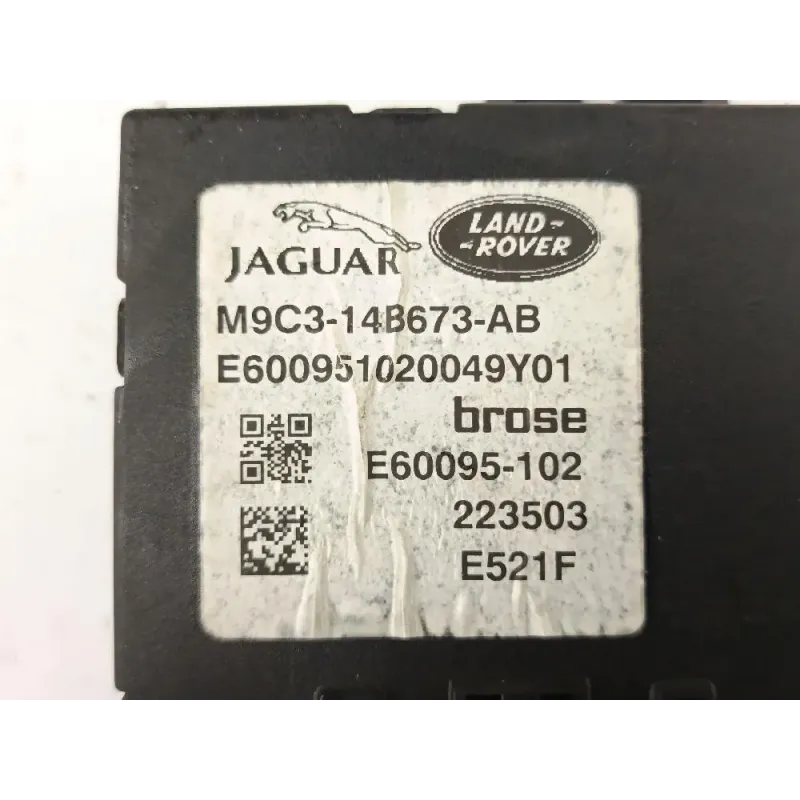 JAGUAR
LAND-
-ROVER
M9C3-14B673-AB
E600951020049Y01
brose
E60095-102
223503
E521F